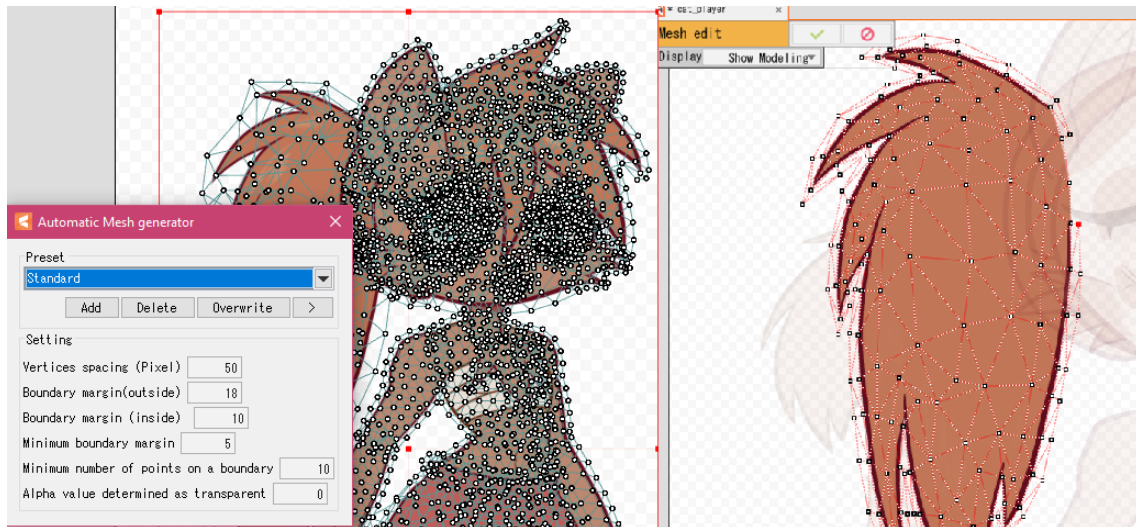 * cat_player ×
Mesh edit
Display Show Modeling
Automatic Mesh generator
Preset
Standard
Add Delete Overwrite >
Setting
Vertices spacing (Pixel) 50
Boundary margin(outside) 18
Boundary margin (inside) 10
Minimum boundary margin 5
Minimum number of points on a boundary 10
Alpha value determined as transparent 0